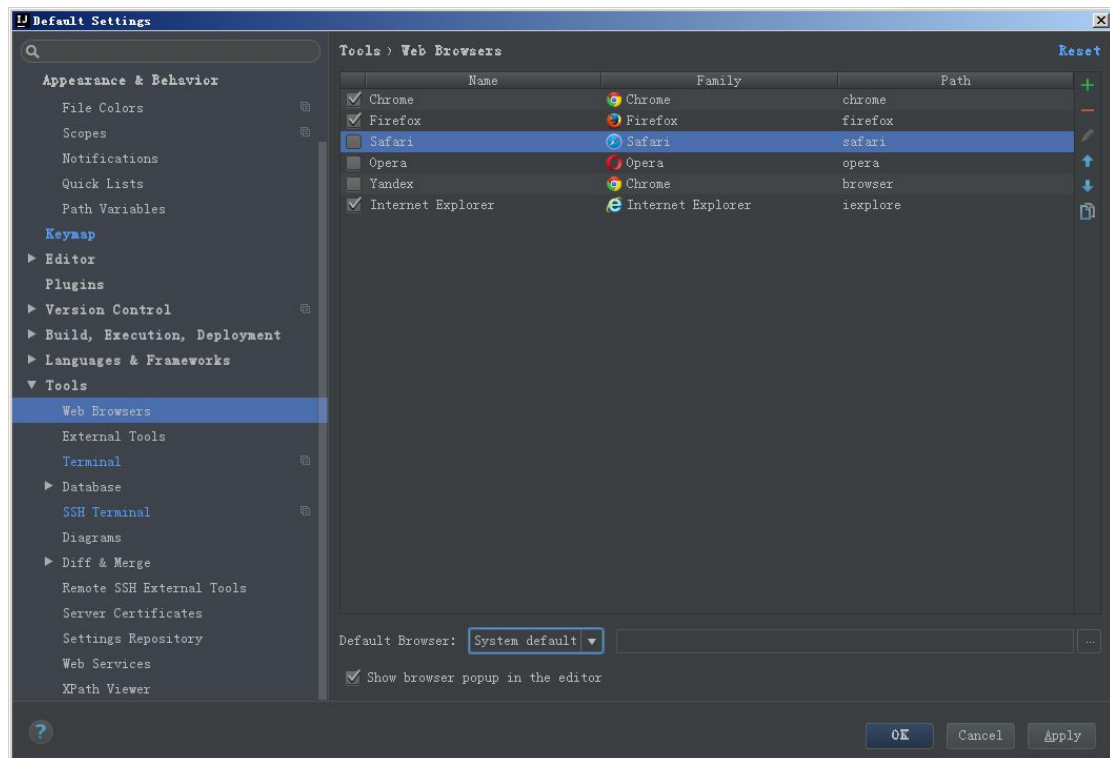 Default Settings
Appearance & Behavior
File Colors
Scopes
Notifications
Quick Lists
Path Variables
Keymap
Editor
Plugins
Version Control
Build, Execution, Deployment
Languages & Frameworks
Tools
Web Browsers
External Tools
Terminal
Database
SSH Terminal
Diagrams
Diff & Merge
Remote SSH External Tools
Server Certificates
Settings Repository
Web Services
XPath Viewer
Tools › Web Browsers Reset
Name Family Path
Chrome Chrome chrome
Firefox Firefox firefox
Safari Safari safari
Opera Opera opera
Yandex Chrome browser
Internet Explorer Internet Explorer iexplore
Default Browser: System default ...
Show browser popup in the editor
? OK Cancel Apply